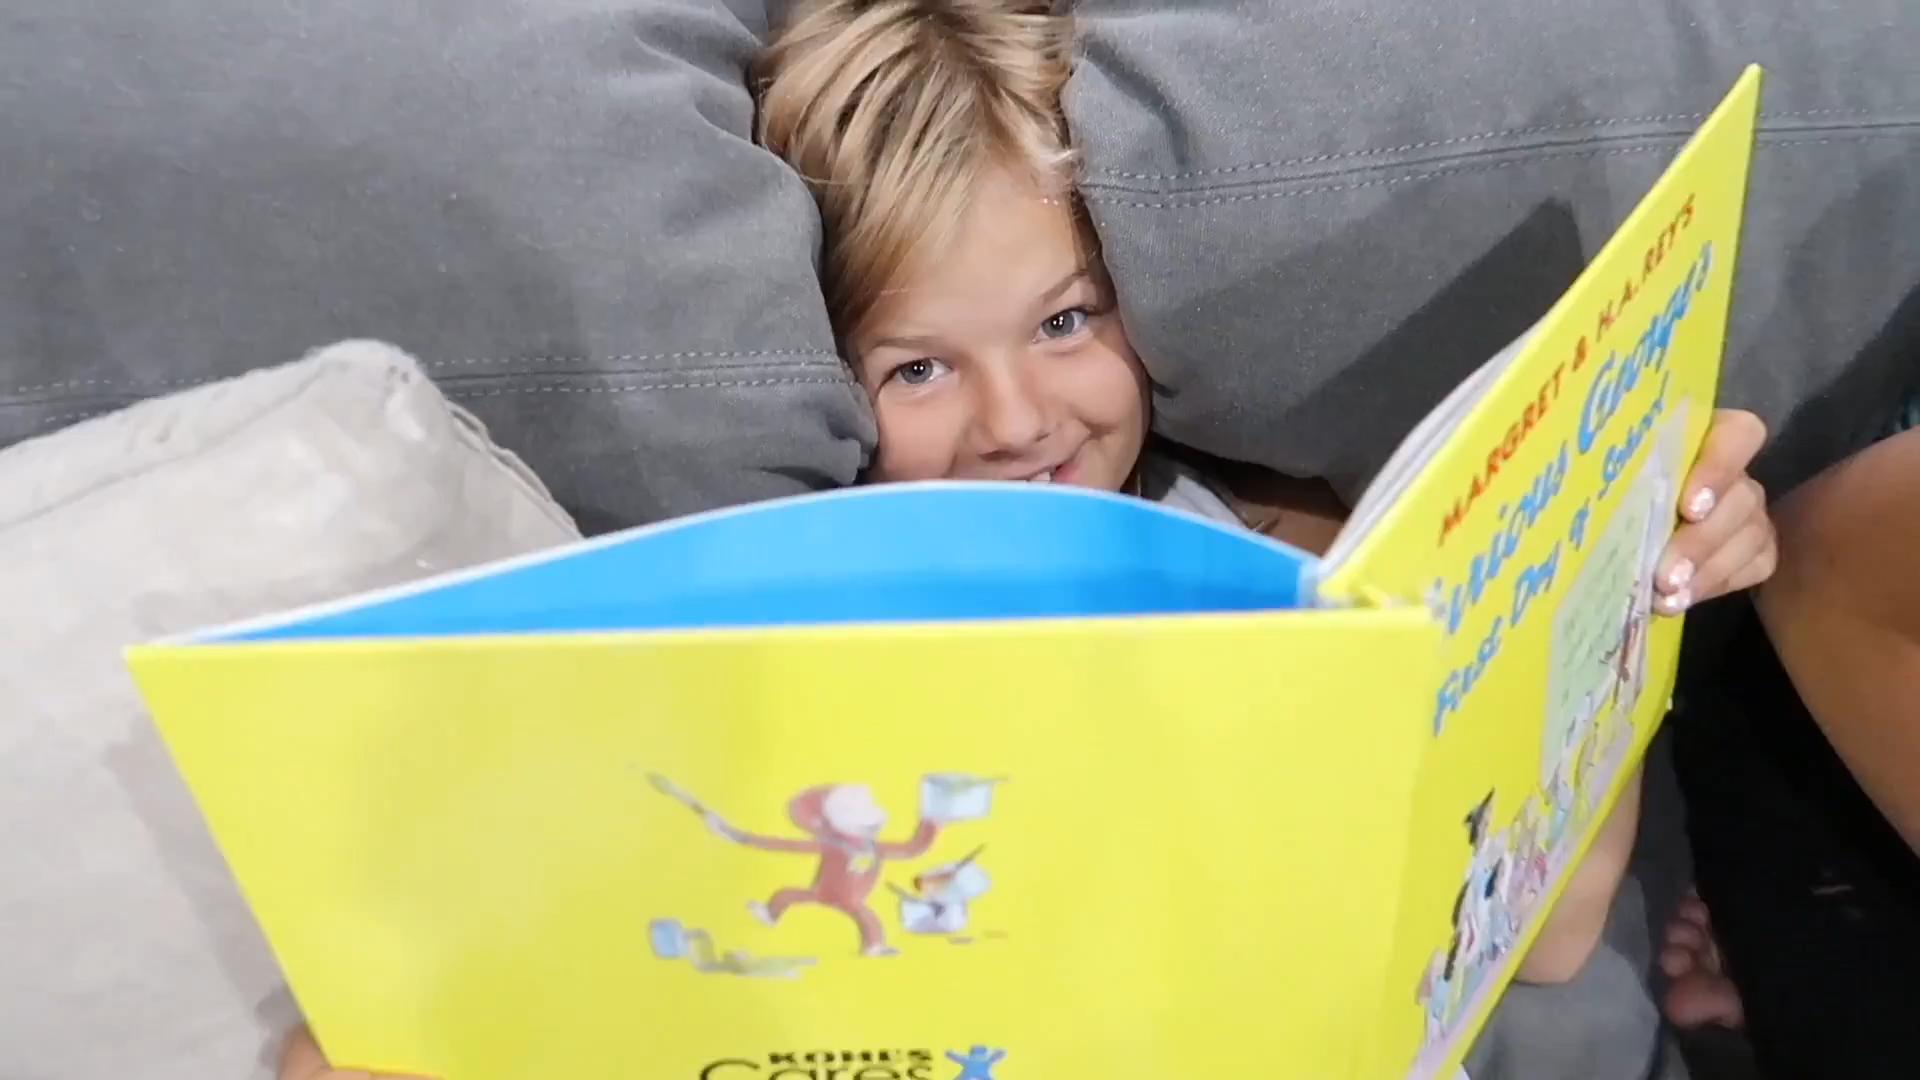 MARGRET & H.A. REY'S
Curious George's
First Day of School
KOHL'S
Cares